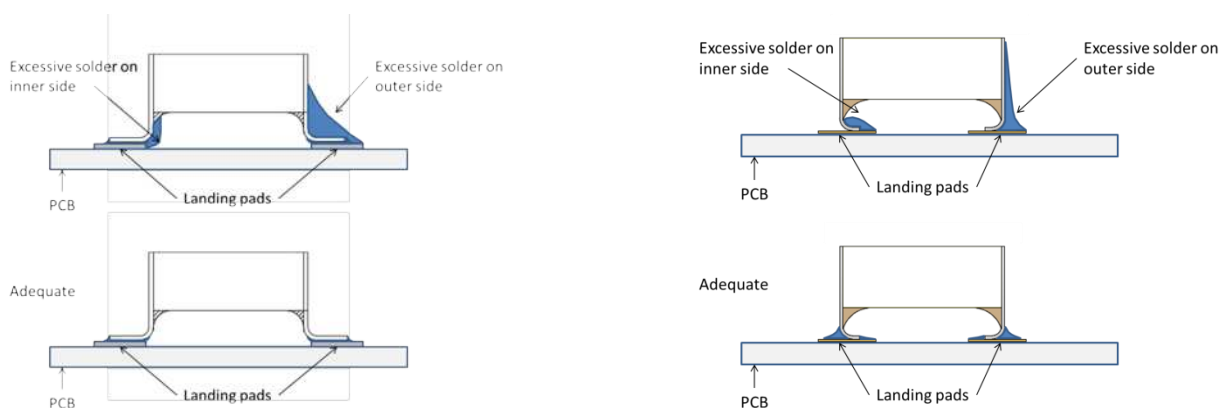 Excessive solder on
inner side
Excessive solder on
outer side
Landing pads
PCB
Adequate
Landing pads
PCB
Excessive solder on
inner side
Excessive solder on
outer side
Landing pads
PCB
Adequate
Landing pads
PCB